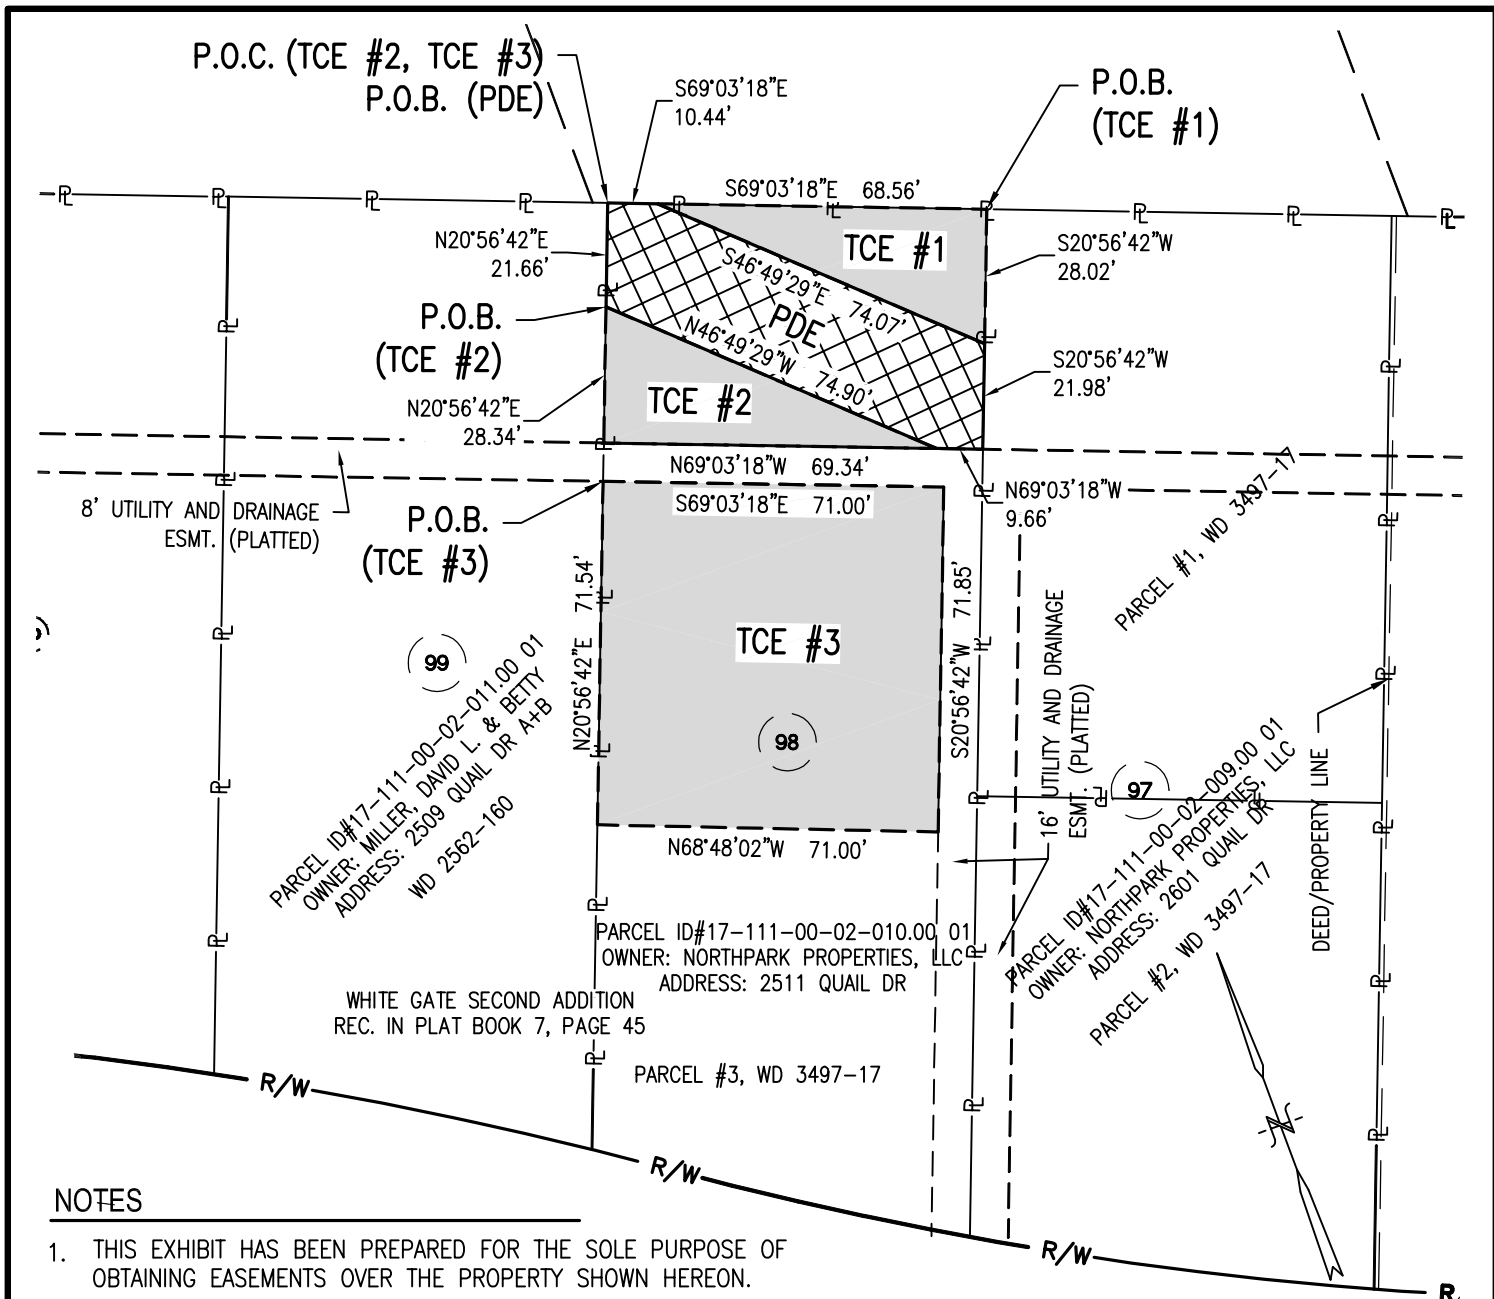 P.O.C. (TCE #2, TCE #3)
P.O.B. (PDE)
S69°03'18"E
10.44'
P.O.B.
(TCE #1)
S69°03'18"E 68.56'
N20°56'42"E
21.66'
TCE #1
S20°56'42"W
28.02'
S46°49'29"E 74.07'
PDE
N46°49'29"W 74.90'
P.O.B.
(TCE #2)
S20°56'42"W
21.98'
TCE #2
N20°56'42"E
28.34'
N69°03'18"W 69.34'
8' UTILITY AND DRAINAGE
ESMT. (PLATTED)
P.O.B.
(TCE #3)
S69°03'18"E 71.00'
N69°03'18"W
9.66'
PARCEL #1, WD 3497-17
N20°56'42"E 71.54'
TCE #3
S20°56'42"W 71.85'
16' UTILITY AND DRAINAGE
ESMT. (PLATTED)
99
98
97
PARCEL ID#17-111-00-02-011.00 01
OWNER: MILLER, DAVID L. & BETTY
ADDRESS: 2509 QUAIL DR A+B
WD 2562-160
N68°48'02"W 71.00'
PARCEL ID#17-111-00-02-009.00 01
OWNER: NORTHPARK PROPERTIES, LLC
ADDRESS: 2601 QUAIL DR
PARCEL #2, WD 3497-17
DEED/PROPERTY LINE
PARCEL ID#17-111-00-02-010.00 01
OWNER: NORTHPARK PROPERTIES, LLC
ADDRESS: 2511 QUAIL DR
WHITE GATE SECOND ADDITION
REC. IN PLAT BOOK 7, PAGE 45
PARCEL #3, WD 3497-17
R/W
R/W
R/W
R
N
NOTES
1. THIS EXHIBIT HAS BEEN PREPARED FOR THE SOLE PURPOSE OF
OBTAINING EASEMENTS OVER THE PROPERTY SHOWN HEREON.